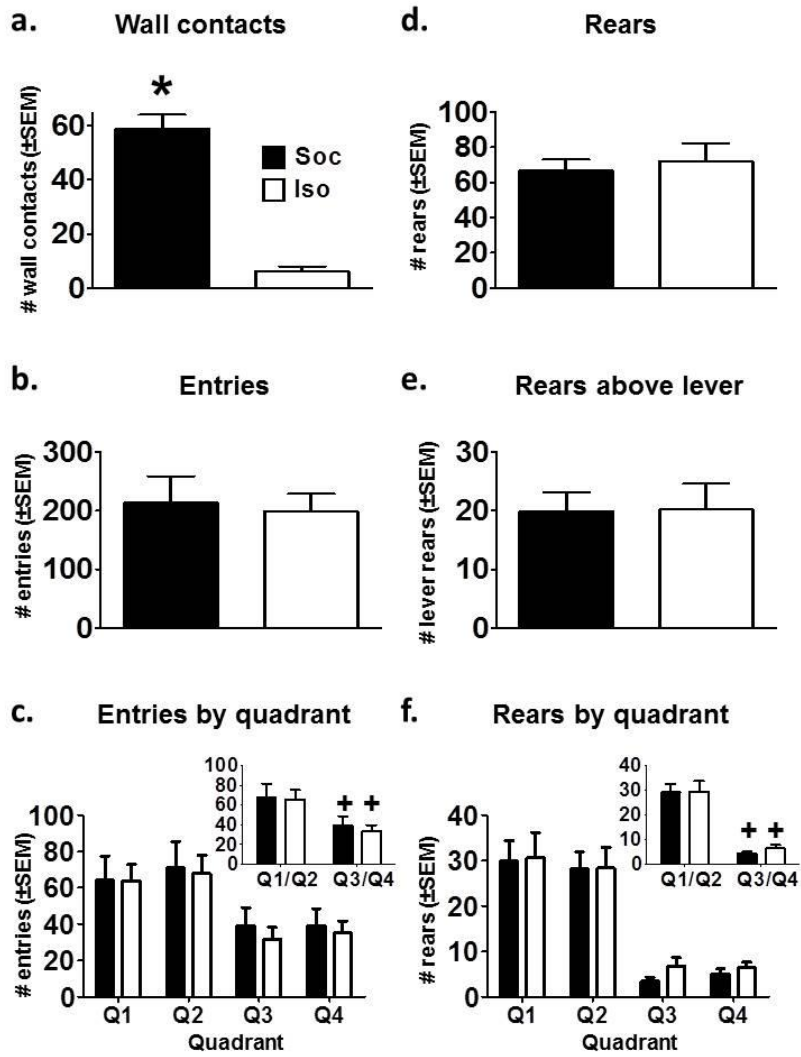 a. Wall contacts
# wall contacts (±SEM)
60
40
20
0
*
Soc
Iso
b. Entries
# entries (±SEM)
300
200
100
0
c. Entries by quadrant
# entries (±SEM)
100
80
60
40
20
0
Q1 Q2 Q3 Q4
Quadrant
100
80
60
40
20
0
+ +
Q1/Q2 Q3/Q4
d. Rears
# rears (±SEM)
100
80
60
40
20
0
e. Rears above lever
# lever rears (±SEM)
30
20
10
0
f. Rears by quadrant
# rears (±SEM)
40
30
20
10
0
Q1 Q2 Q3 Q4
Quadrant
40
30
20
10
0
+ +
Q1/Q2 Q3/Q4